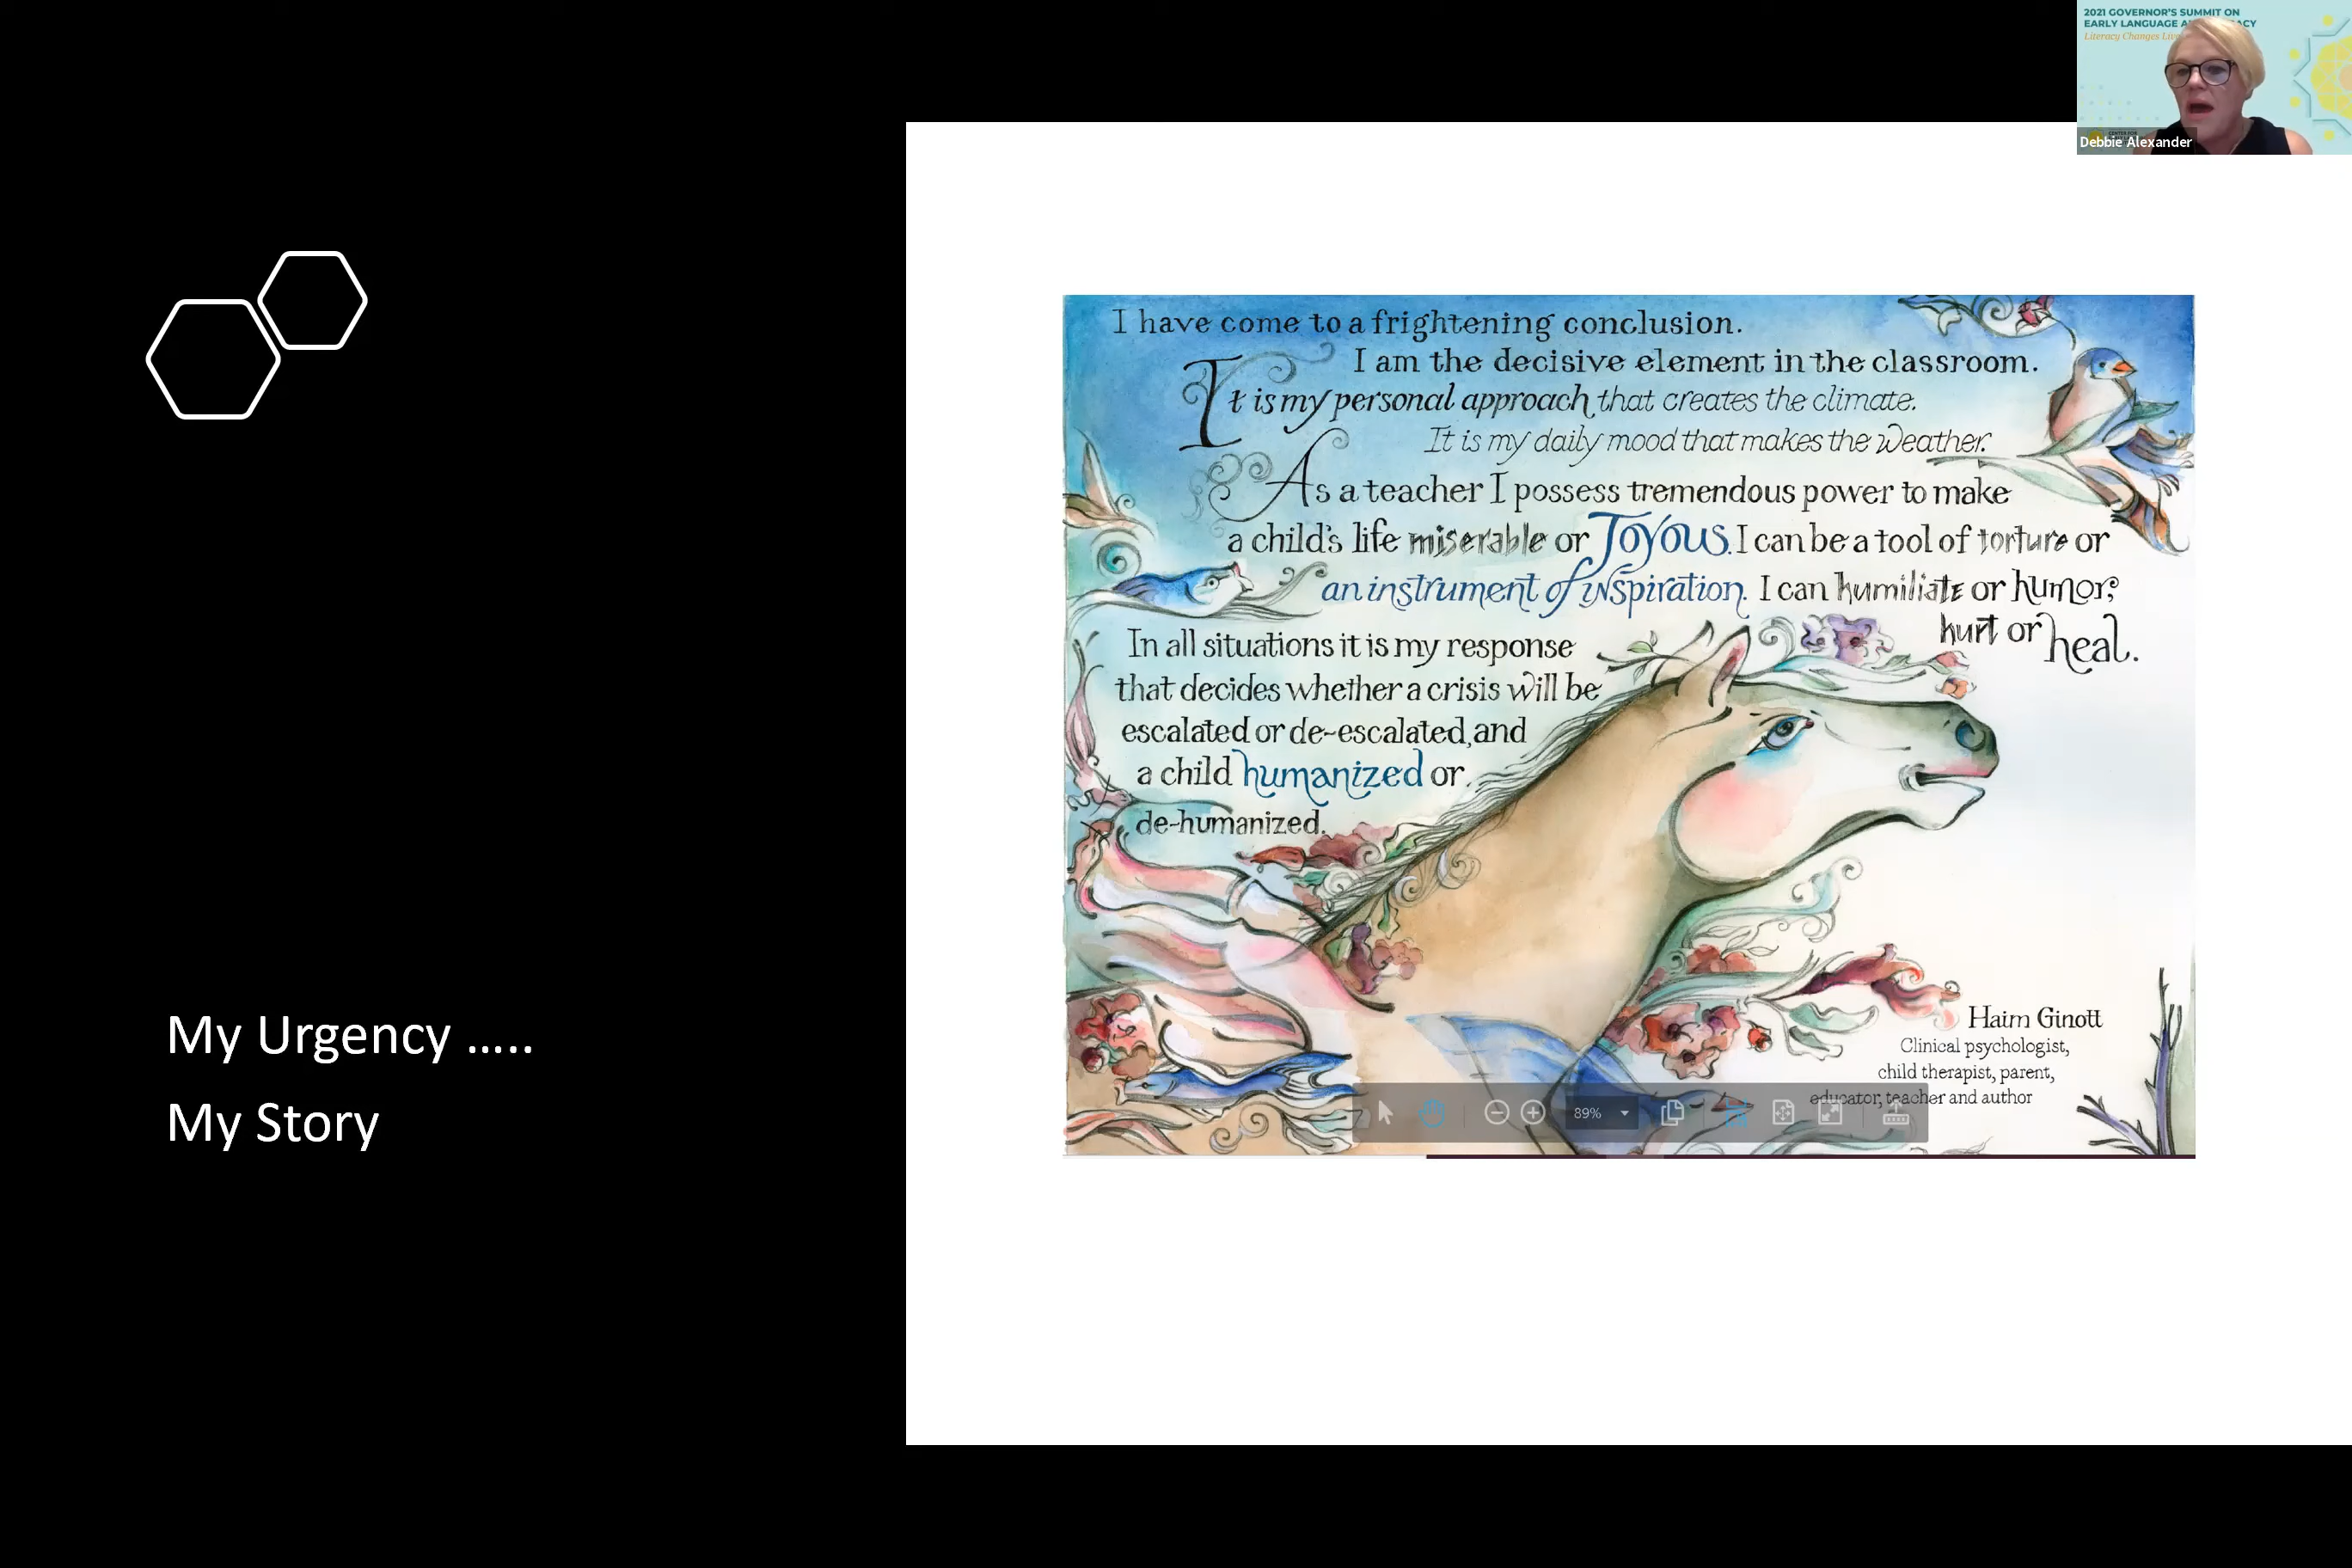 2021 GOVERNOR'S SUMMIT ON
EARLY LANGUAGE
Literacy Changes
Debbie Alexander
I have come to a frightening conclusion.
I am the decisive element in the classroom.
It is my personal approach that creates the climate.
It is my daily mood that makes the weather.
As a teacher I possess tremendous power to make
a child's life miserable or Joyous. I can be a tool of torture or
an instrument of inspiration. I can humiliate or humor,
hurt or heal.
In all situations it is my response
that decides whether a crisis will be
escalated or de-escalated, and
a child humanized or
de-humanized.
Haim Ginott
Clinical psychologist,
child therapist, parent,
educator, teacher and author
89%
My Urgency .....
My Story